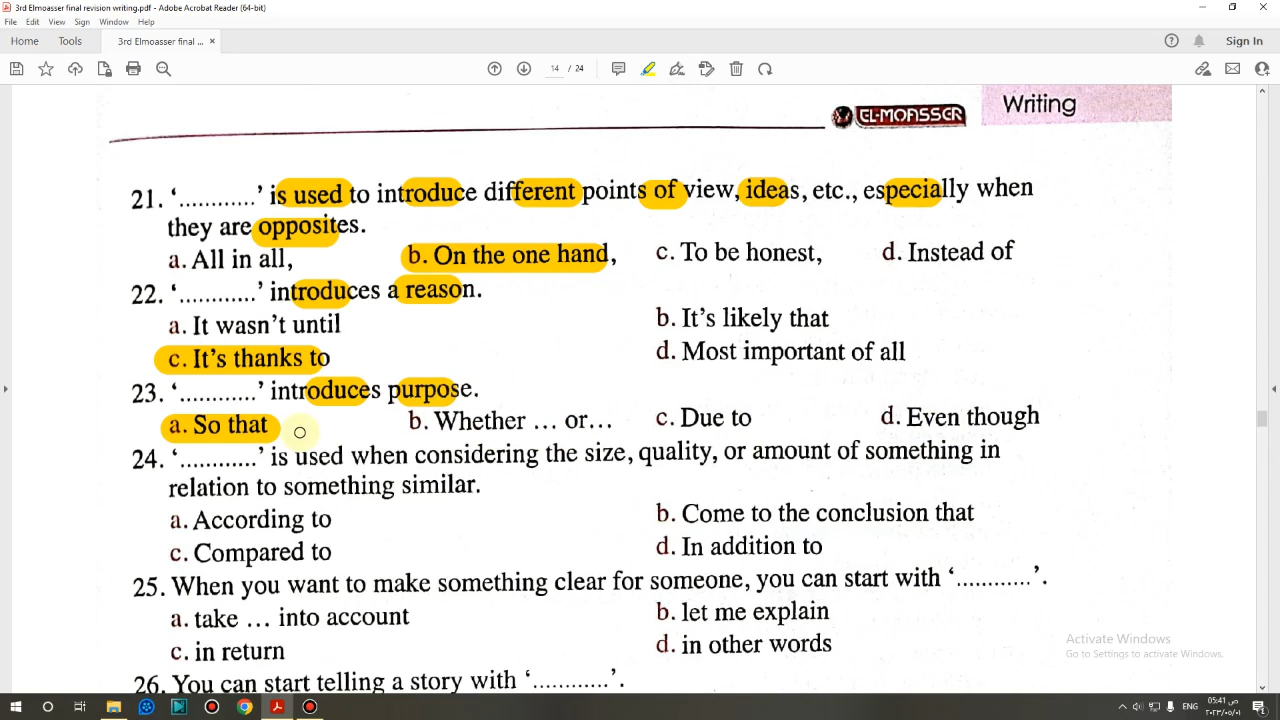 3rd Elmoasser final revision writing.pdf - Adobe Acrobat Reader (64-bit)
File Edit View Sign Window Help
Home Tools 3rd Elmoasser final ... × Sign In
14 / 24
EL-MOASSER Writing
21. ‘............’ is used to introduce different points of view, ideas, etc., especially when
they are opposites.
a. All in all, b. On the one hand, c. To be honest, d. Instead of
22. ‘............’ introduces a reason.
a. It wasn't until b. It's likely that
c. It's thanks to d. Most important of all
23. ‘............’ introduces purpose.
a. So that b. Whether ... or... c. Due to d. Even though
24. ‘............’ is used when considering the size, quality, or amount of something in
relation to something similar.
a. According to b. Come to the conclusion that
c. Compared to d. In addition to
25. When you want to make something clear for someone, you can start with ‘............’.
a. take ... into account b. let me explain
c. in return d. in other words
26. You can start telling a story with ‘............’.
Activate Windows
Go to Settings to activate Windows.
ENG 05:41 ص
٢٠٢٣/٠٥/٠١